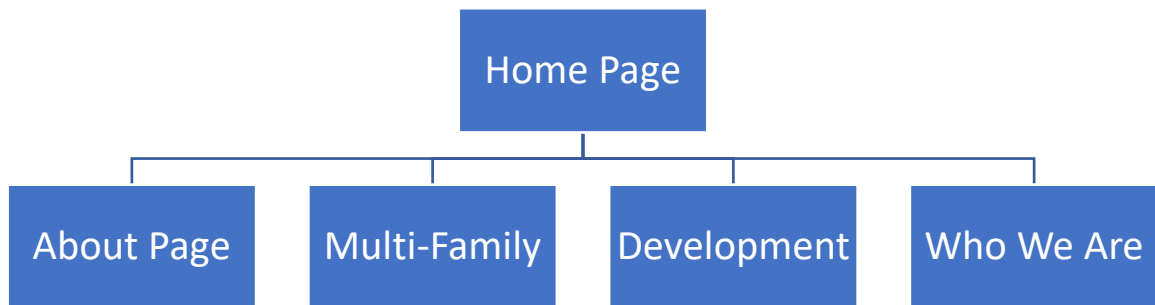 Home Page
About Page
Multi-Family
Development
Who We Are